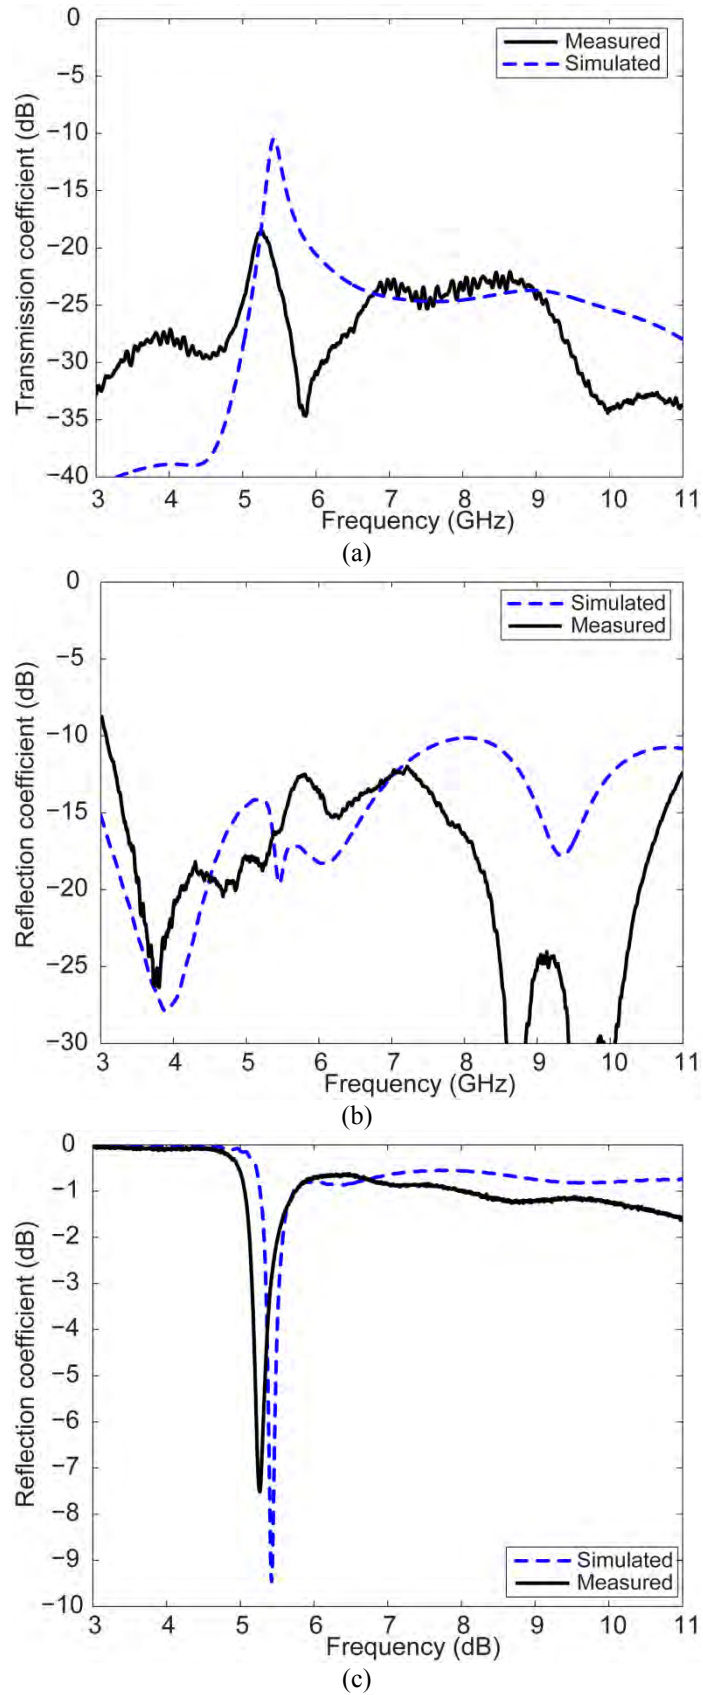 0
−5
−10
−15
−20
−25
−30
−35
−40
Transmission coefficient (dB)
Measured
Simulated
3 4 5 6 7 8 9 10 11
Frequency (GHz)
(a)
0
−5
−10
−15
−20
−25
−30
Reflection coefficient (dB)
Simulated
Measured
3 4 5 6 7 8 9 10 11
Frequency (GHz)
(b)
0
−1
−2
−3
−4
−5
−6
−7
−8
−9
−10
Reflection coefficient (dB)
Simulated
Measured
3 4 5 6 7 8 9 10 11
Frequency (dB)
(c)